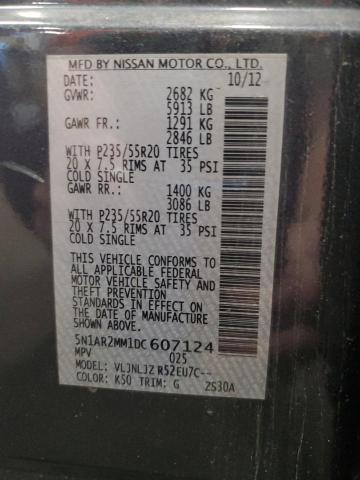 MFD BY NISSAN MOTOR CO., LTD.
DATE: 10/12
GVWR: 2682 KG
5913 LB
GAWR FR.: 1291 KG
2846 LB
WITH P235/55R20 TIRES
20 X 7.5 RIMS AT 35 PSI
COLD SINGLE
GAWR RR.: 1400 KG
3086 LB
WITH P235/55R20 TIRES
20 X 7.5 RIMS AT 35 PSI
COLD SINGLE
THIS VEHICLE CONFORMS TO
ALL APPLICABLE FEDERAL
MOTOR VEHICLE SAFETY AND
THEFT PREVENTION
STANDARDS IN EFFECT ON
THE DATE OF MANUFACTURE
SHOWN ABOVE.
5N1AR2MM1DC607124
MPV 025
MODEL: VLJNLJZ R52EU7C--
COLOR: K50 TRIM: G 2S30A